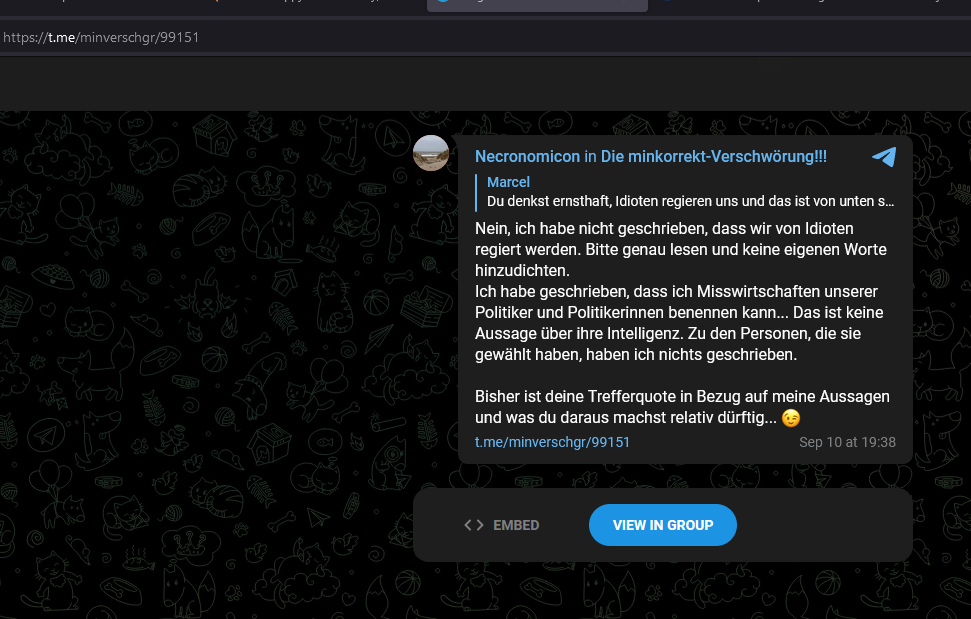 https://t.me/minverschgr/99151
Necronomicon in Die minkorrekt-Verschwörung!!!
Marcel
Du denkst ernsthaft, Idioten regieren uns und das ist von unten s...
Nein, ich habe nicht geschrieben, dass wir von Idioten
regiert werden. Bitte genau lesen und keine eigenen Worte
hinzudichten.
Ich habe geschrieben, dass ich Misswirtschaften unserer
Politiker und Politikerinnen benennen kann... Das ist keine
Aussage über ihre Intelligenz. Zu den Personen, die sie
gewählt haben, haben ich nichts geschrieben.
Bisher ist deine Trefferquote in Bezug auf meine Aussagen
und was du daraus machst relativ dürftig... 😉
t.me/minverschgr/99151 Sep 10 at 19:38
<> EMBED
VIEW IN GROUP